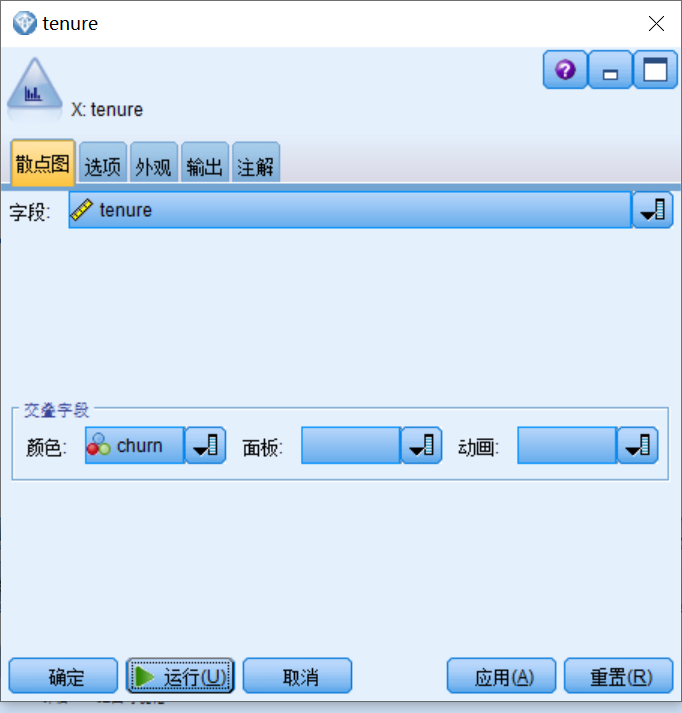 tenure
X: tenure
散点图 选项 外观 输出 注解
字段: tenure
交叠字段
颜色: churn 面板: 动画:
确定 运行(U) 取消 应用(A) 重置(R)